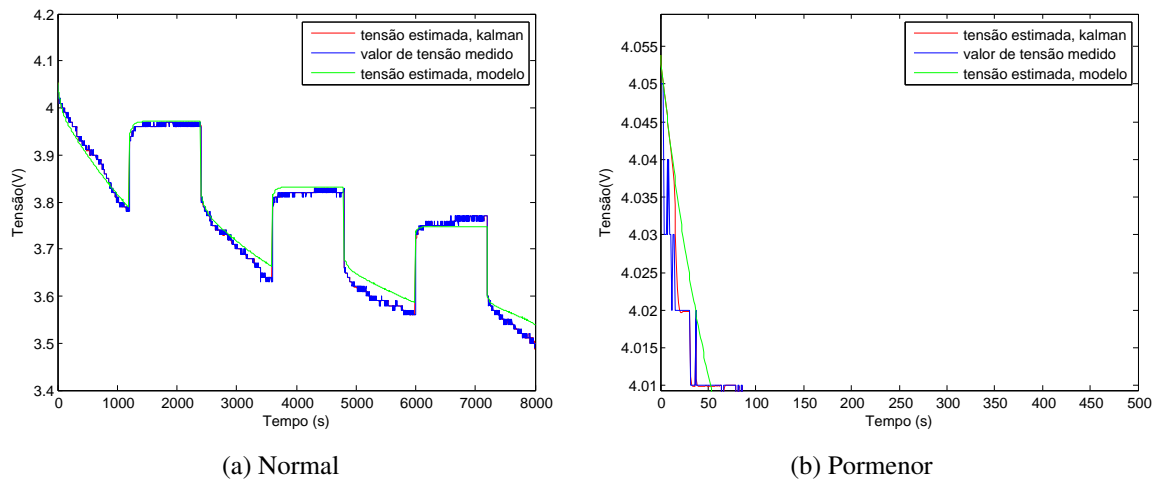 4.2
4.1
4
3.9
3.8
3.7
3.6
3.5
3.4
Tensão(V)
0 1000 2000 3000 4000 5000 6000 7000 8000
Tempo (s)
tensão estimada, kalman
valor de tensão medido
tensão estimada, modelo
(a) Normal
4.055
4.05
4.045
4.04
4.035
4.03
4.025
4.02
4.015
4.01
Tensão(V)
0 50 100 150 200 250 300 350 400 450 500
Tempo (s)
tensão estimada, kalman
valor de tensão medido
tensão estimada, modelo
(b) Pormenor